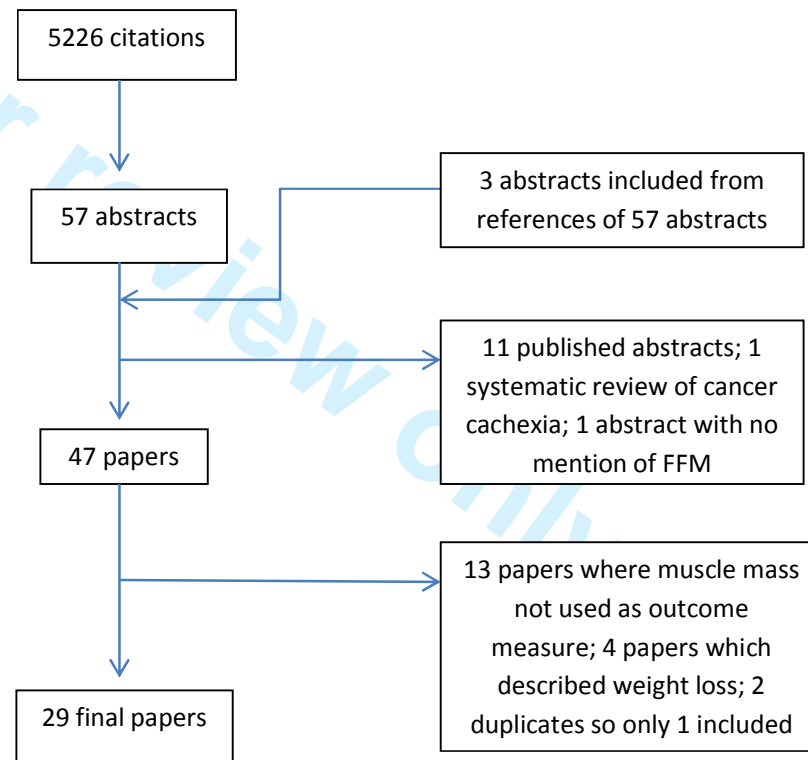 5226 citations
57 abstracts
3 abstracts included from
references of 57 abstracts
11 published abstracts; 1
systematic review of cancer
cachexia; 1 abstract with no
mention of FFM
47 papers
13 papers where muscle mass
not used as outcome
measure; 4 papers which
described weight loss; 2
duplicates so only 1 included
29 final papers
r review only